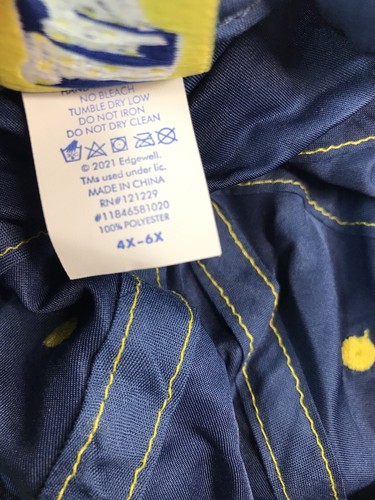 NO BLEACH
TUMBLE DRY LOW
DO NOT IRON
DO NOT DRY CLEAN
© 2021 Edgewell.
TMs used under lic.
MADE IN CHINA
RN#121229
#11B46581020
100% POLYESTER
4X-6X